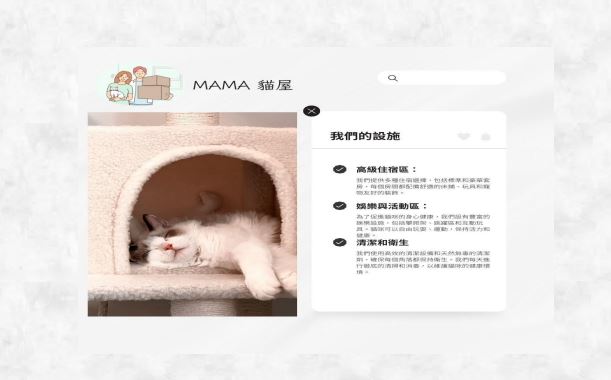 MAMA 貓屋
我們的設施
高級住宿區：
我們提供多種住宿選擇，包括標準和豪華套
房，每個房間都配備舒適的床鋪、玩具和寵
物友好的裝飾。
娛樂與活動區：
為了促進貓咪的身心健康，我們設有豐富的
娛樂設施，包括攀爬架、跳躍區和互動玩
具。貓咪可以自由玩耍、運動，保持活力和
健康。
清潔和衛生
我們使用高效的清潔設備和天然無毒的清潔
劑，確保每個角落都保持衛生。我們每天進
行徹底的清掃和消毒，以維護貓咪的健康環
境。